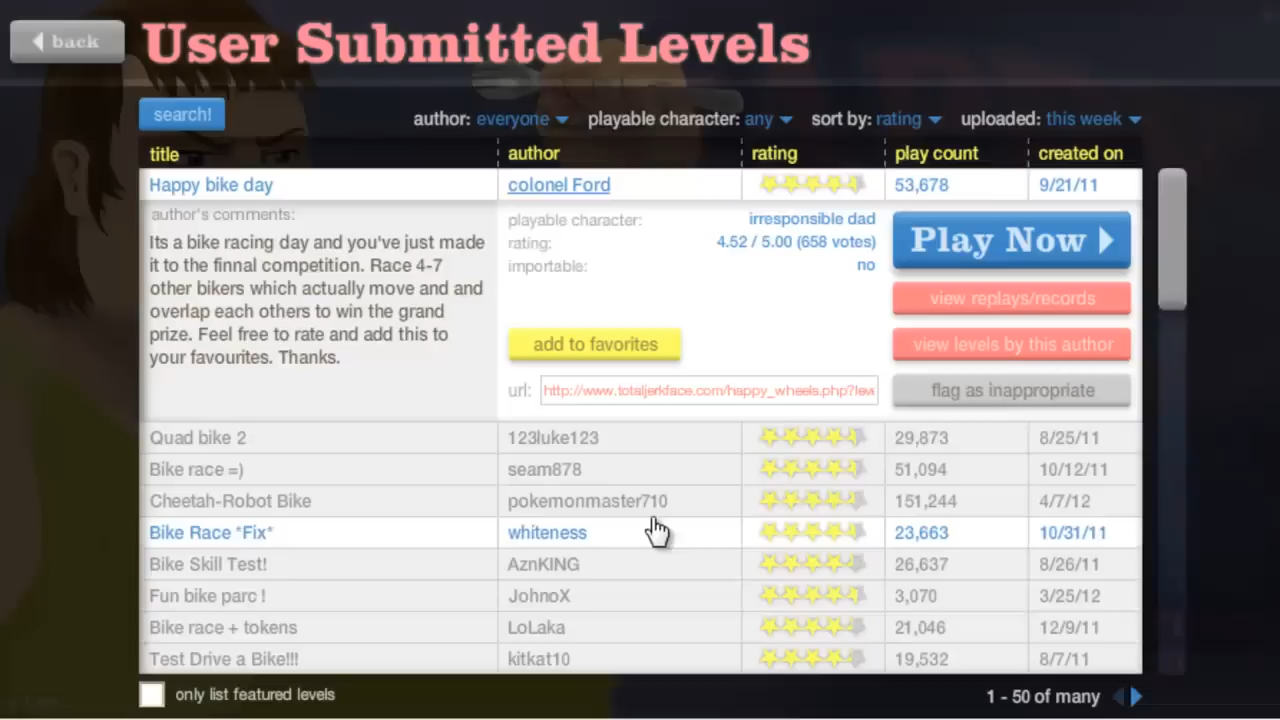 back
User Submitted Levels
search!
author: everyone playable character: any sort by: rating uploaded: this week
title author rating play count created on
Happy bike day colonel Ford 53,678 9/21/11
author's comments:
Its a bike racing day and you've just made
it to the finnal competition. Race 4-7
other bikers which actually move and and
overlap each others to win the grand
prize. Feel free to rate and add this to
your favourites. Thanks.
playable character: irresponsible dad
rating: 4.52 / 5.00 (658 votes)
importable: no
add to favorites
url: http://www.totaljerkface.com/happy_wheels.php?lev
Play Now
view replays/records
view levels by this author
flag as inappropriate
Quad bike 2 123luke123 29,873 8/25/11
Bike race =) seam878 51,094 10/12/11
Cheetah-Robot Bike pokemonmaster710 151,244 4/7/12
Bike Race *Fix* whiteness 23,663 10/31/11
Bike Skill Test! AznKING 26,637 8/26/11
Fun bike parc ! JohnoX 3,070 3/25/12
Bike race + tokens LoLaka 21,046 12/9/11
Test Drive a Bike!!! kitkat10 19,532 8/7/11
only list featured levels
1 - 50 of many